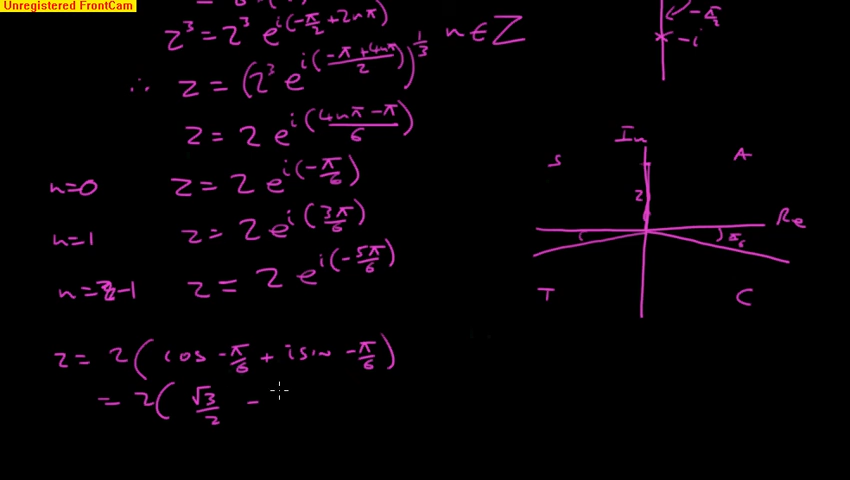 Unregistered FrontCam
z³ = 2³ e^{i(-π/2 + 2nπ)} n ∈ Z
∴ z = (2³ e^{i((-π + 4nπ)/2)})^{1/3}
z = 2 e^{i((4nπ - π)/6)}
n=0 z = 2 e^{i(-π/6)}
n=1 z = 2 e^{i(3π/6)}
n=-1 z = 2 e^{i(-5π/6)}
z = 2(cos -π/6 + i sin -π/6)
= 2(√3/2 -
-π/2
-i
Im
S A
2
Re
π/6
T C